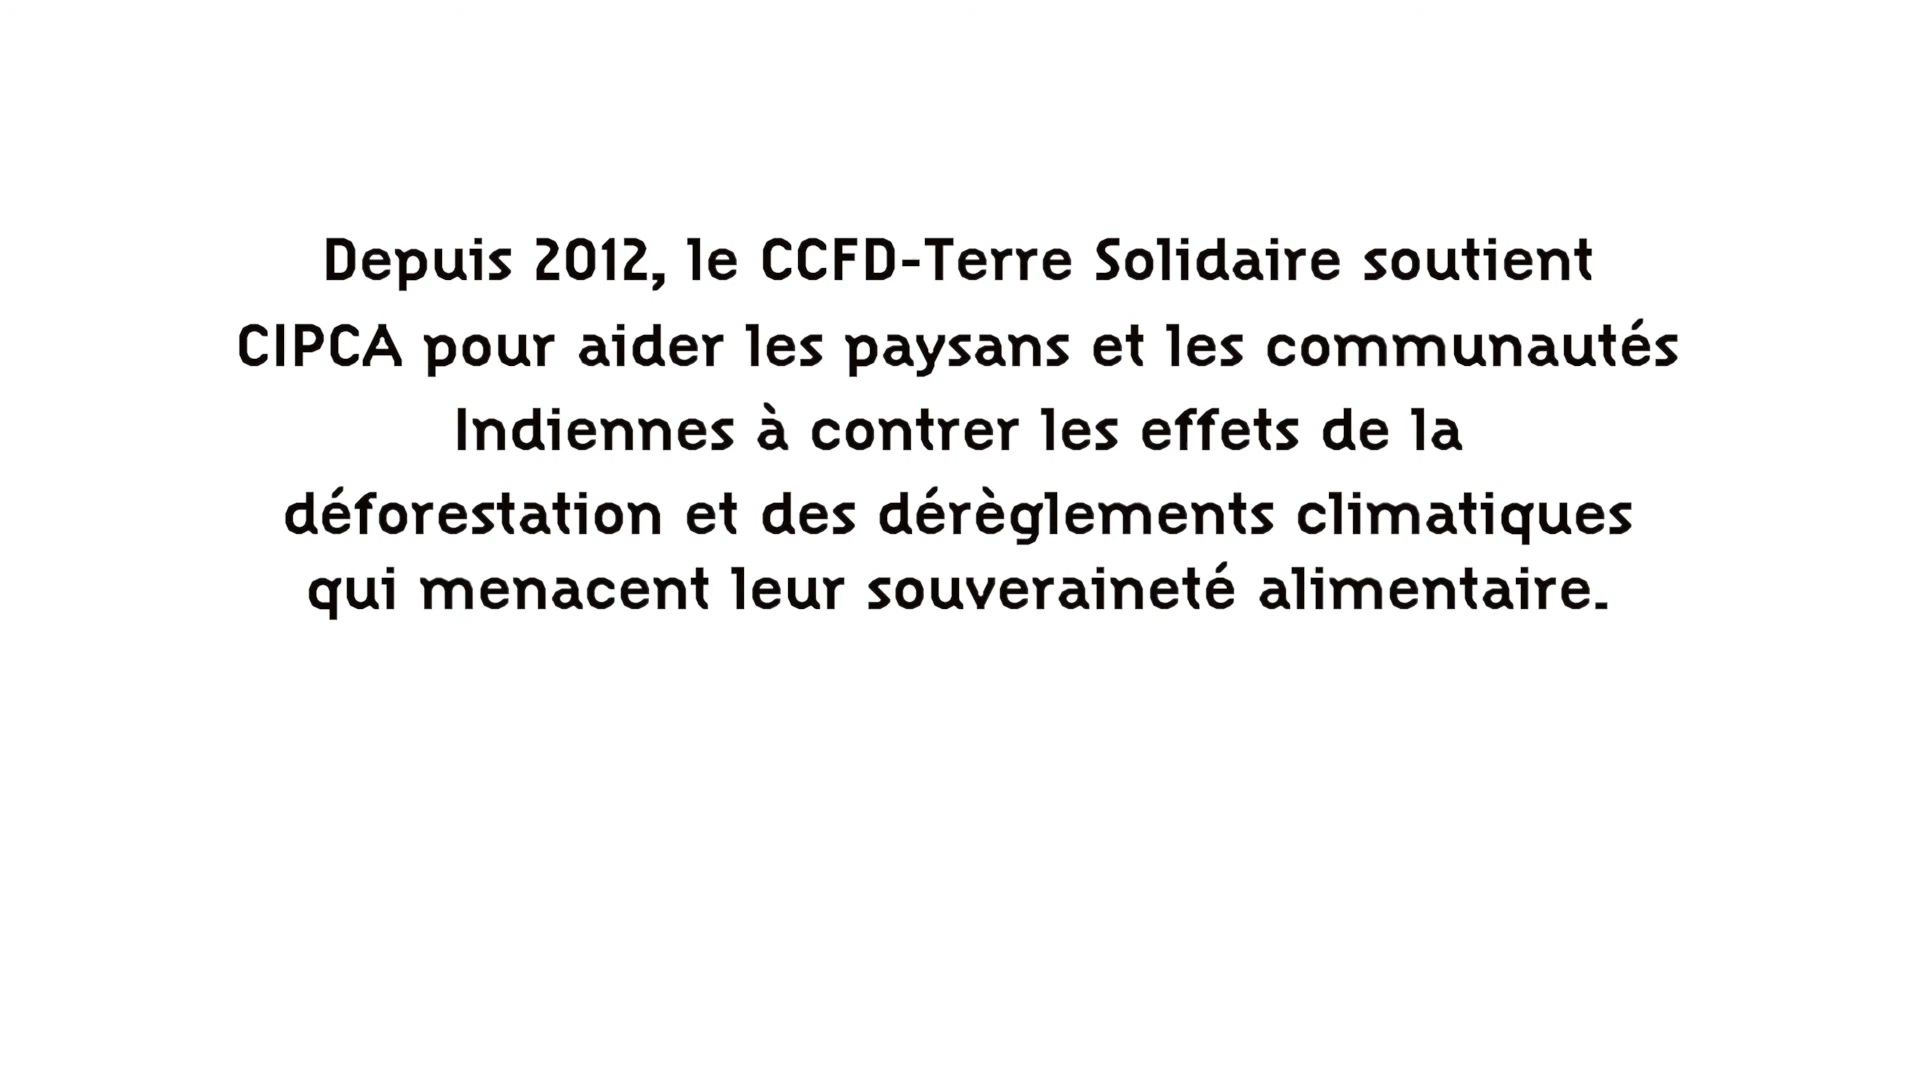 Depuis 2012, le CCFD-Terre Solidaire soutient
CIPCA pour aider les paysans et les communautés
Indiennes à contrer les effets de la
déforestation et des dérèglements climatiques
qui menacent leur souveraineté alimentaire.